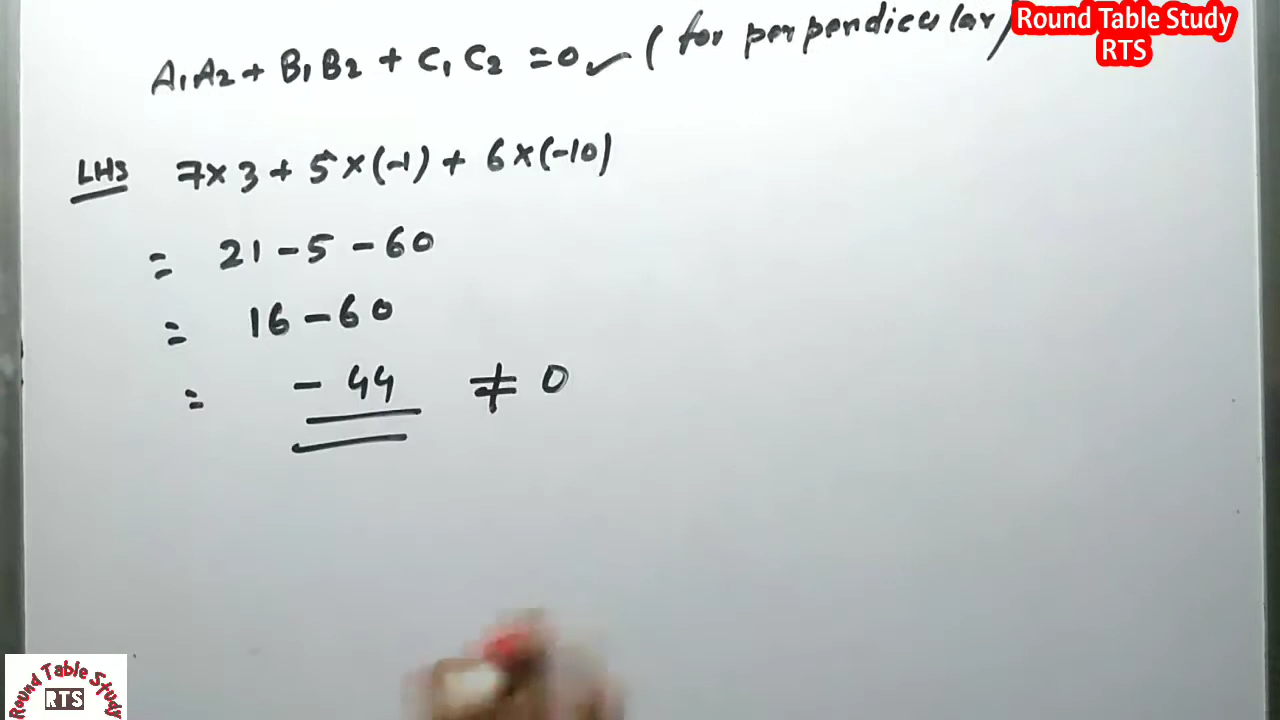 A₁A₂ + B₁B₂ + C₁C₂ = 0 ✓ (for perpendicular)
Round Table Study
RTS
LHS 7×3 + 5×(-1) + 6×(-10)
= 21 - 5 - 60
= 16 - 60
= - 44 ≠ 0
Round Table Study
RTS